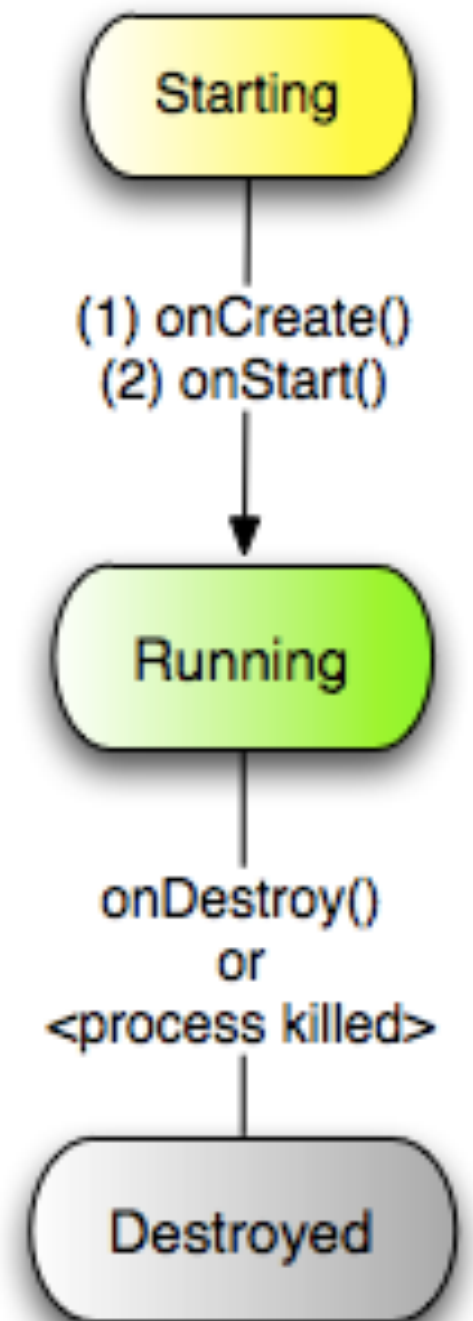 Starting
(1) onCreate()
(2) onStart()
Running
onDestroy()
or
<process killed>
Destroyed